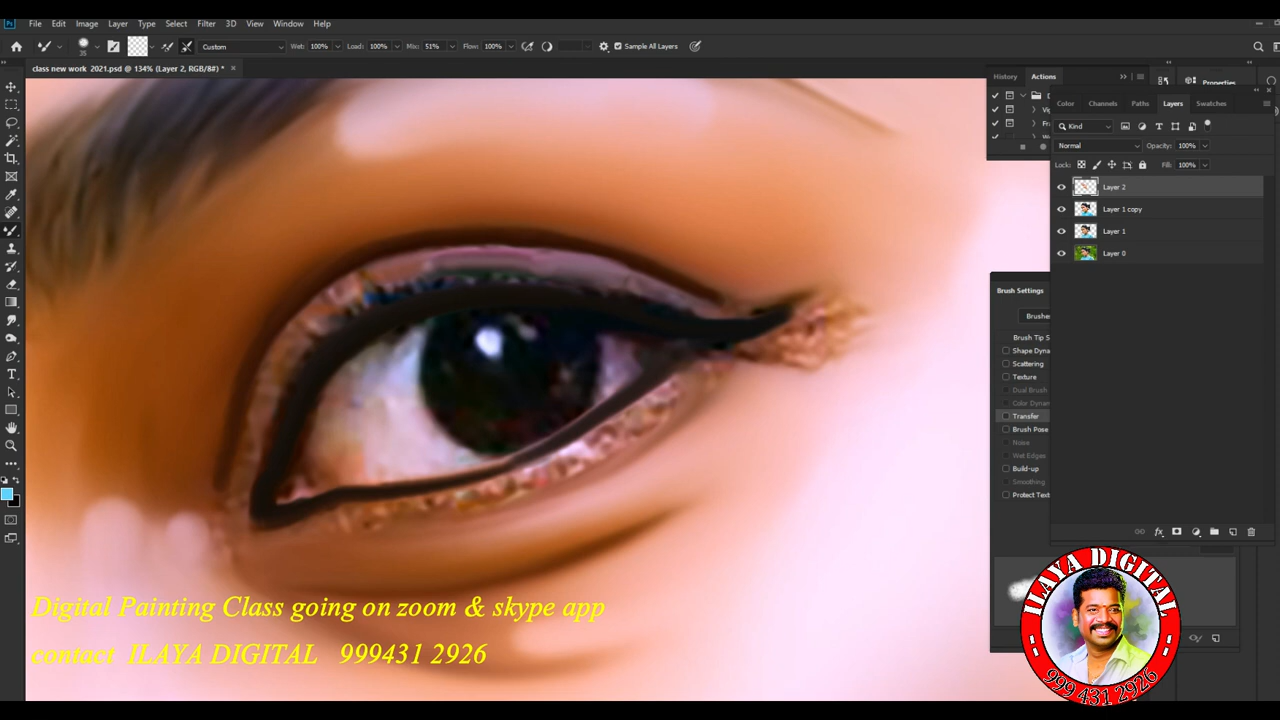 File Edit Image Layer Type Select Filter 3D View Window Help
Custom Wet: 100% Load: 100% Mix: 51% Flow: 100% Sample All Layers
35
class new work 2021.psd @ 134% (Layer 2, RGB/8#) * ×
History Actions
Properties
Color Channels Paths Layers Swatches
Kind
Normal Opacity: 100%
Lock: Fill: 100%
Layer 2
Layer 1 copy
Layer 1
Layer 0
Brush Settings
Brushes
Brush Tip S
Shape Dyna
Scattering
Texture
Dual Brush
Color Dynam
Transfer
Brush Pose
Noise
Wet Edges
Build-up
Smoothing
Protect Text
Digital Painting Class going on zoom & skype app
contact ILAYA DIGITAL 999431 2926
ILAYA DIGITAL
999 431 2926